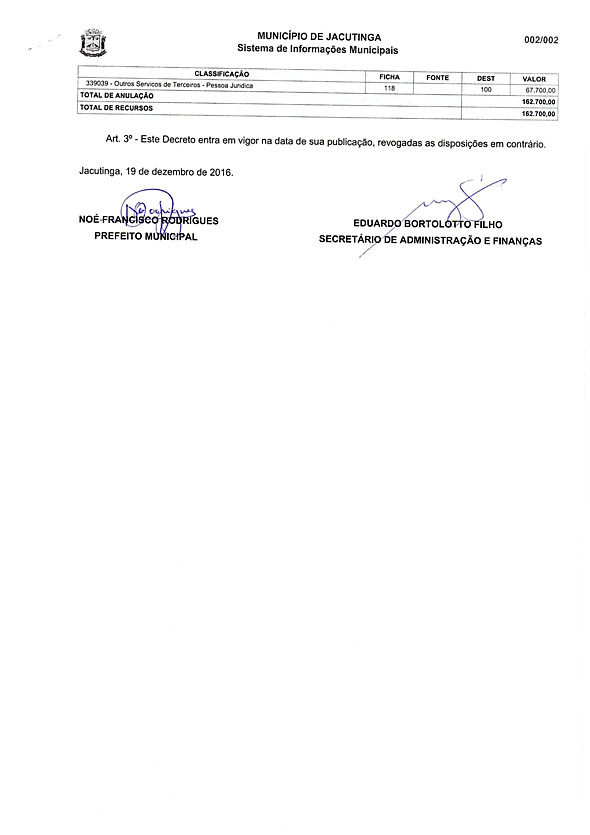 MUNICÍPIO DE JACUTINGA
002/002
Sistema de Informações Municipais
CLASSIFICAÇÃO FICHA FONTE DEST VALOR
339039 - Outros Servicos de Terceiros - Pessoa Juridica 118 100 67.700,00
TOTAL DE ANULAÇÃO 162.700,00
TOTAL DE RECURSOS 162.700,00
Art. 3º - Este Decreto entra em vigor na data de sua publicação, revogadas as disposições em contrário.
Jacutinga, 19 de dezembro de 2016.
NOÉ FRANCISCO RODRIGUES
PREFEITO MUNICIPAL
EDUARDO BORTOLOTTO FILHO
SECRETÁRIO DE ADMINISTRAÇÃO E FINANÇAS